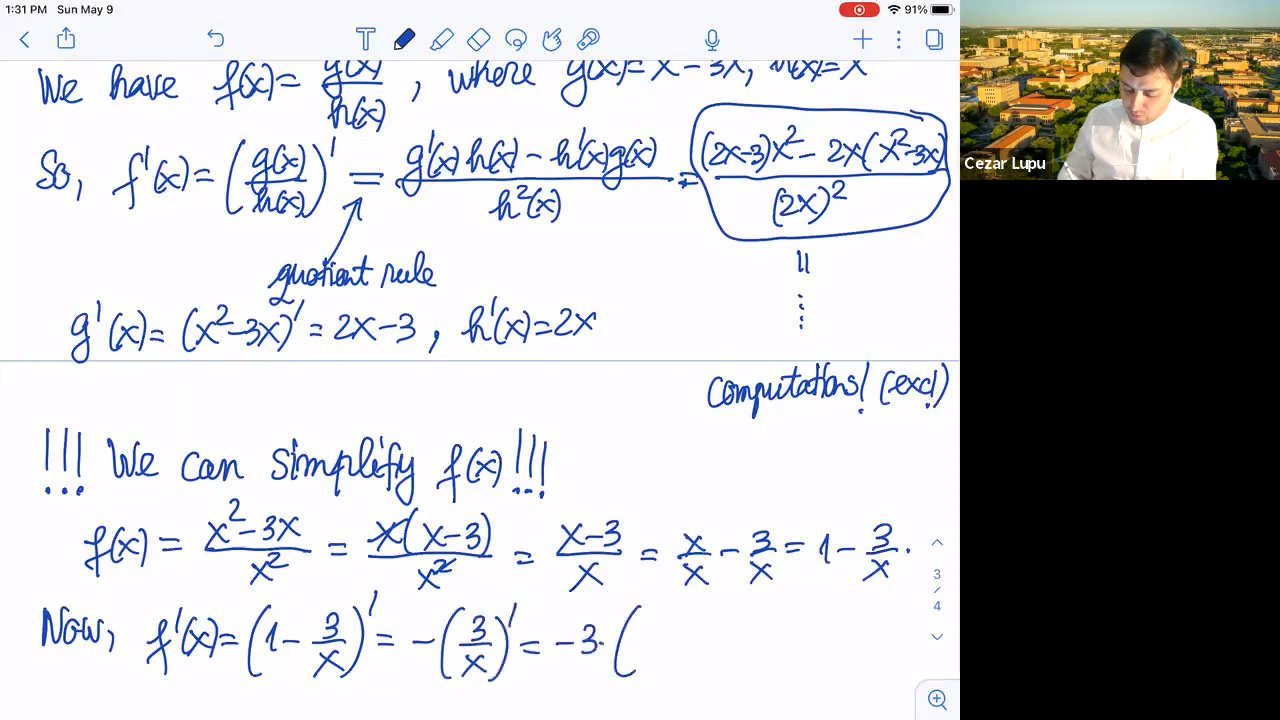 1:31 PM Sun May 9
91%
We have f(x) = g(x)/h(x), where g(x) = x² - 3x, h(x) = x²
So, f'(x) = (g(x)/h(x))' = (g'(x) h(x) - h'(x) g(x))/h²(x) = ((2x-3)x² - 2x(x²-3x))/(2x)²
Cezar Lupu
quotient rule
=
⋮
g'(x) = (x²-3x)' = 2x-3, h'(x) = 2x
Computations! (exc!)
!!! We can simplify f(x)!!!
f(x) = (x²-3x)/x² = x(x-3)/x² = (x-3)/x = x/x - 3/x = 1 - 3/x.
Now, f'(x) = (1 - 3/x)' = -(3/x)' = -3·(
3
/
4